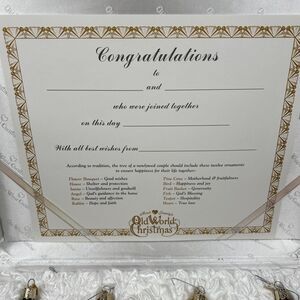 Congratulations
to
and
who were joined together
on this day
With all best wishes from
According to tradition, the tree of a newlywed couple should include these twelve ornaments
to ensure happiness for their life together:
Flower Bouquet – Good wishes
House – Shelter and protection
Santa – Unselfishness and goodwill
Angel – God's guidance in the home
Rose – Beauty and affection
Rabbit – Hope and faith
Pine Cone – Motherhood & fruitfulness
Bird – Happiness and joy
Fruit Basket – Generosity
Fish – God's Blessing
Teapot – Hospitality
Heart – True love
Old World
Christmas